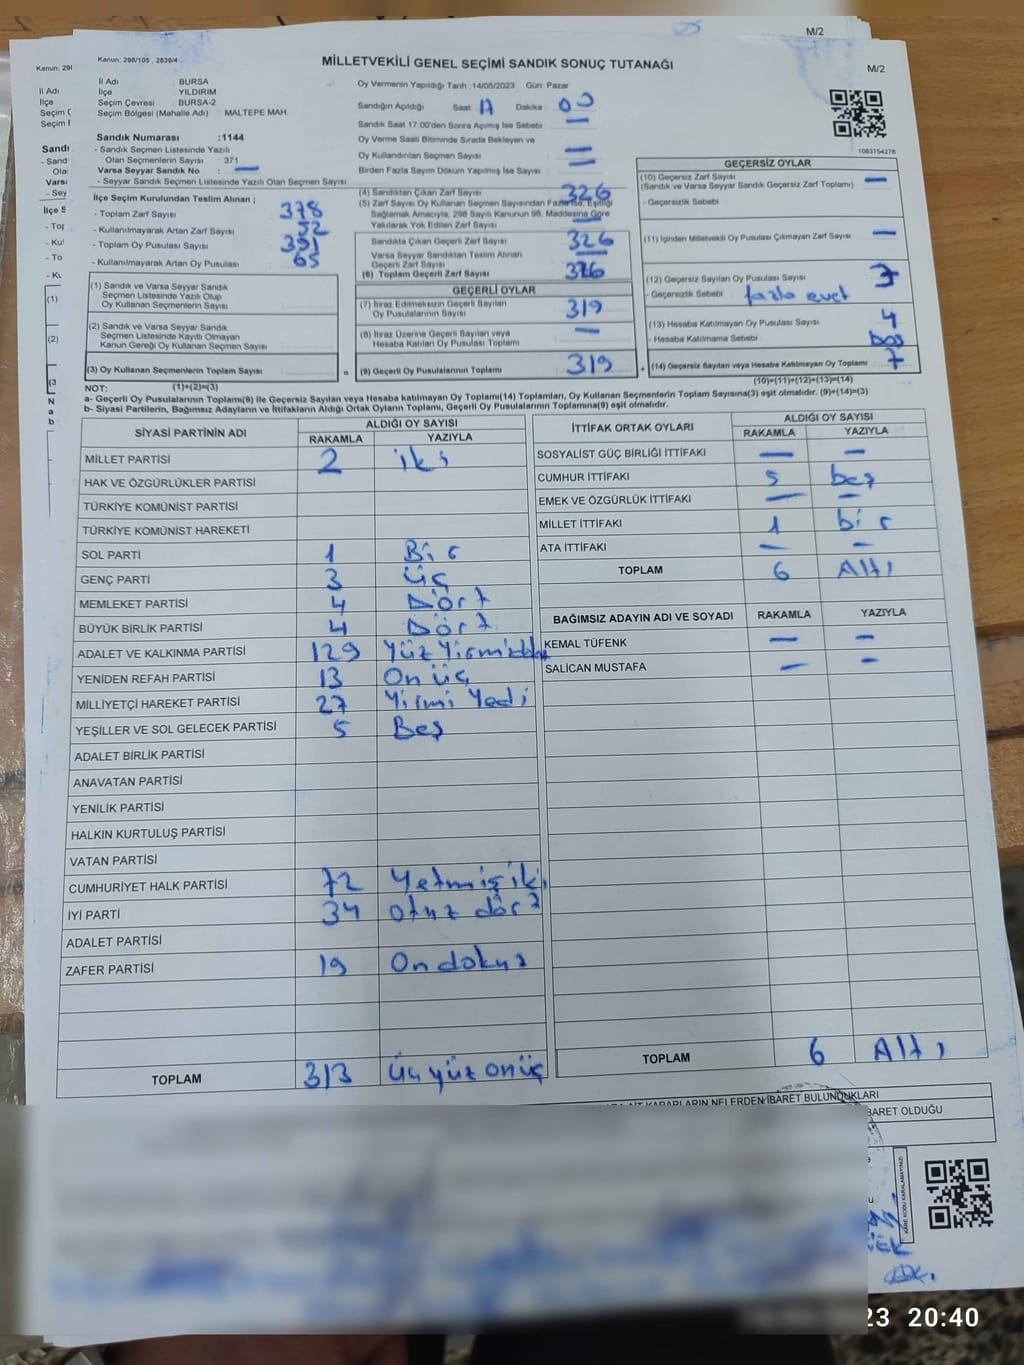 M/2
Kanun: 298/105 , 2839/4
MİLLETVEKİLİ GENEL SEÇİMİ SANDIK SONUÇ TUTANAĞI
M/2
İl Adı : BURSA
İlçe : YILDIRIM
Seçim Çevresi : BURSA-2
Seçim Bölgesi (Mahalle Adı) : MALTEPE MAH.
Oy Vermenin Yapıldığı Tarih :14/05/2023 Gün: Pazar
Sandığın Açıldığı Saat: Dakika : 00
Sandık Saat 17:00'den Sonra Açılmış İse Sebebi —
Oy Verme Saati Bitiminde Sırada Bekleyen ve
Oy Kullandırılan Seçmen Sayısı —
Birden Fazla Sayım Döküm Yapılmış İse Sayısı —
1083754278
Sandık Numarası :1144
- Sandık Seçmen Listesinde Yazılı
Olan Seçmenlerin Sayısı : 371
Varsa Seyyar Sandık No : —
- Seyyar Sandık Seçmen Listesinde Yazılı Olan Seçmen Sayısı:
İlçe Seçim Kurulundan Teslim Alınan ;
- Toplam Zarf Sayısı : 378
- Kullanılmayarak Artan Zarf Sayısı : 52
- Toplam Oy Pusulası Sayısı : 391
- Kullanılmayarak Artan Oy Pusulası : 65
(1) Sandık ve Varsa Seyyar Sandık
Seçmen Listesinde Yazılı Olup
Oy Kullanan Seçmenlerin Sayısı
(2) Sandık ve Varsa Seyyar Sandık
Seçmen Listesinde Kayıtlı Olmayan
Kanun Gereği Oy Kullanan Seçmen Sayısı
(3) Oy Kullanan Seçmenlerin Toplam Sayısı =
(4) Sandıktan Çıkan Zarf Sayısı 326
(5) Zarf Sayısı Oy Kullanan Seçmen Sayısından Fazla İse, Eşitliği
Sağlamak Amacıyla, 298 Sayılı Kanunun 98. Maddesine Göre
Yakılarak Yok Edilen Zarf Sayısı —
Sandıkta Çıkan Geçerli Zarf Sayısı 326
Varsa Seyyar Sandıktan Teslim Alınan
Geçerli Zarf Sayısı —
(6) Toplam Geçerli Zarf Sayısı 326
GEÇERLİ OYLAR
(7) İtiraz Edilmeksizin Geçerli Sayılan
Oy Pusulalarının Sayısı 319
(8) İtiraz Üzerine Geçerli Sayılan veya
Hesaba Katılan Oy Pusulası Toplamı —
(9) Geçerli Oy Pusulalarının Toplamı 319 +
GEÇERSİZ OYLAR
(10) Geçersiz Zarf Sayısı —
(Sandık ve Varsa Seyyar Sandık Geçersiz Zarf Toplamı)
- Geçersizlik Sebebi :
(11) İçinden Milletvekili Oy Pusulası Çıkmayan Zarf Sayısı —
(12) Geçersiz Sayılan Oy Pusulası Sayısı
- Geçersizlik Sebebi fazla evet
(13) Hesaba Katılmayan Oy Pusulası Sayısı 4
- Hesaba Katılmama Sebebi boş
(14) Geçersiz Sayılan veya Hesaba Katılmayan Oy Toplamı 7
NOT: (1)+(2)=(3)
(10)+(11)+(12)+(13)=(14)
a- Geçerli Oy Pusulalarının Toplamı(9) ile Geçersiz Sayılan veya Hesaba katılmayan Oy Toplamı(14) Toplamları, Oy Kullanan Seçmenlerin Toplam Sayısına(3) eşit olmalıdır. (9)+(14)=(3)
b- Siyasi Partilerin, Bağımsız Adayların ve İttifakların Aldığı Ortak Oyların Toplamı, Geçerli Oy Pusulalarının Toplamına(9) eşit olmalıdır.
SİYASİ PARTİNİN ADI ALDIĞI OY SAYISI
RAKAMLA YAZIYLA
MİLLET PARTİSİ 2 iki
HAK VE ÖZGÜRLÜKLER PARTİSİ
TÜRKİYE KOMÜNİST PARTİSİ
TÜRKİYE KOMÜNİST HAREKETİ
SOL PARTİ 1 Bir
GENÇ PARTİ 3 Üç
MEMLEKET PARTİSİ 4 Dört
BÜYÜK BİRLİK PARTİSİ 4 Dört
ADALET VE KALKINMA PARTİSİ 129
YENİDEN REFAH PARTİSİ 13 On üç
MİLLİYETÇİ HAREKET PARTİSİ 27 Yirmi Yedi
YEŞİLLER VE SOL GELECEK PARTİSİ 5 Beş
ADALET BİRLİK PARTİSİ
ANAVATAN PARTİSİ
YENİLİK PARTİSİ
HALKIN KURTULUŞ PARTİSİ
VATAN PARTİSİ
CUMHURİYET HALK PARTİSİ 72 Yetmiş iki
İYİ PARTİ 34 otuz dört
ADALET PARTİSİ
ZAFER PARTİSİ 19 On dokuz
TOPLAM 313 Üç yüz on üç
İTTİFAK ORTAK OYLARI ALDIĞI OY SAYISI
RAKAMLA YAZIYLA
SOSYALİST GÜÇ BİRLİĞİ İTTİFAKI — —
CUMHUR İTTİFAKI 5 beş
EMEK VE ÖZGÜRLÜK İTTİFAKI — —
MİLLET İTTİFAKI 1 bir
ATA İTTİFAKI — —
TOPLAM 6 Altı
BAĞIMSIZ ADAYIN ADI VE SOYADI RAKAMLA YAZIYLA
KEMAL TÜFENK — —
SALİCAN MUSTAFA — —
TOPLAM 6 Altı
KARARLARIN NELERDEN İBARET BULUNDUKLARI
BARET OLDUĞU
KARE KODU KARALAMAYINIZ!
23 20:40